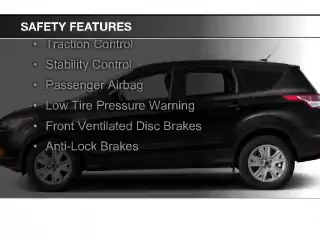 SAFETY FEATURES
• Traction Control
• Stability Control
• Passenger Airbag
• Low Tire Pressure Warning
• Front Ventilated Disc Brakes
• Anti-Lock Brakes